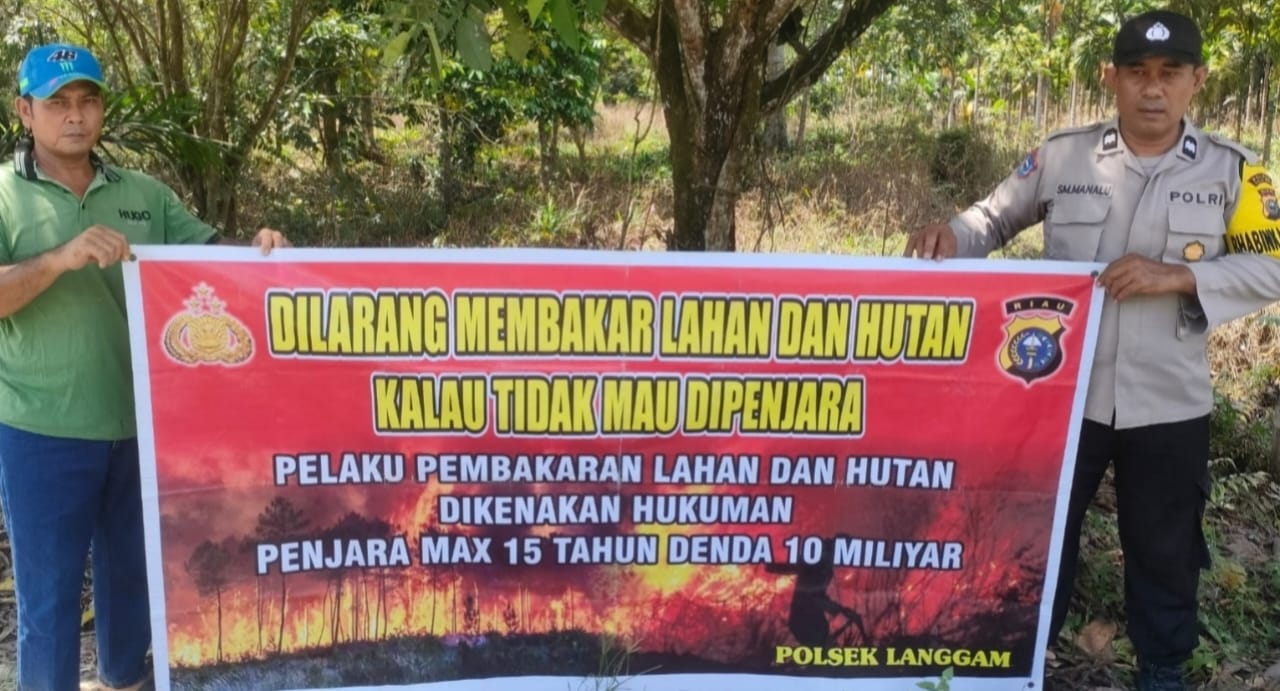 DILARANG MEMBAKAR LAHAN DAN HUTAN
KALAU TIDAK MAU DIPENJARA
PELAKU PEMBAKARAN LAHAN DAN HUTAN
DIKENAKAN HUKUMAN
PENJARA MAX 15 TAHUN DENDA 10 MILIYAR
POLSEK LANGGAM
RIAU
HUGO
46
SM.MANALU
POLRI